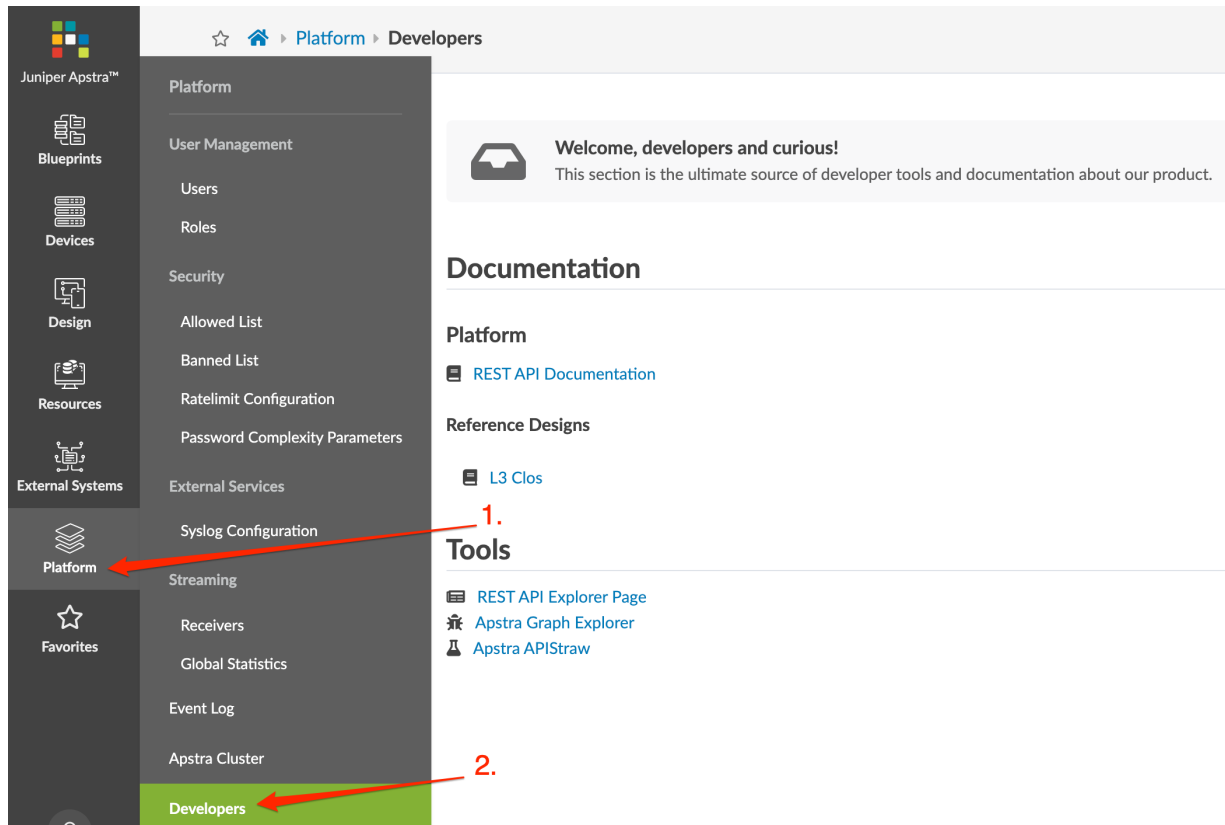 Juniper Apstra™
Blueprints
Devices
Design
Resources
External Systems
Platform
Favorites
Platform Developers
Platform
User Management
Users
Roles
Security
Allowed List
Banned List
Ratelimit Configuration
Password Complexity Parameters
External Services
Syslog Configuration
Streaming
Receivers
Global Statistics
Event Log
Apstra Cluster
Developers
Welcome, developers and curious!
This section is the ultimate source of developer tools and documentation about our product.
Documentation
Platform
REST API Documentation
Reference Designs
L3 Clos
1.
Tools
REST API Explorer Page
Apstra Graph Explorer
Apstra APIStraw
2.